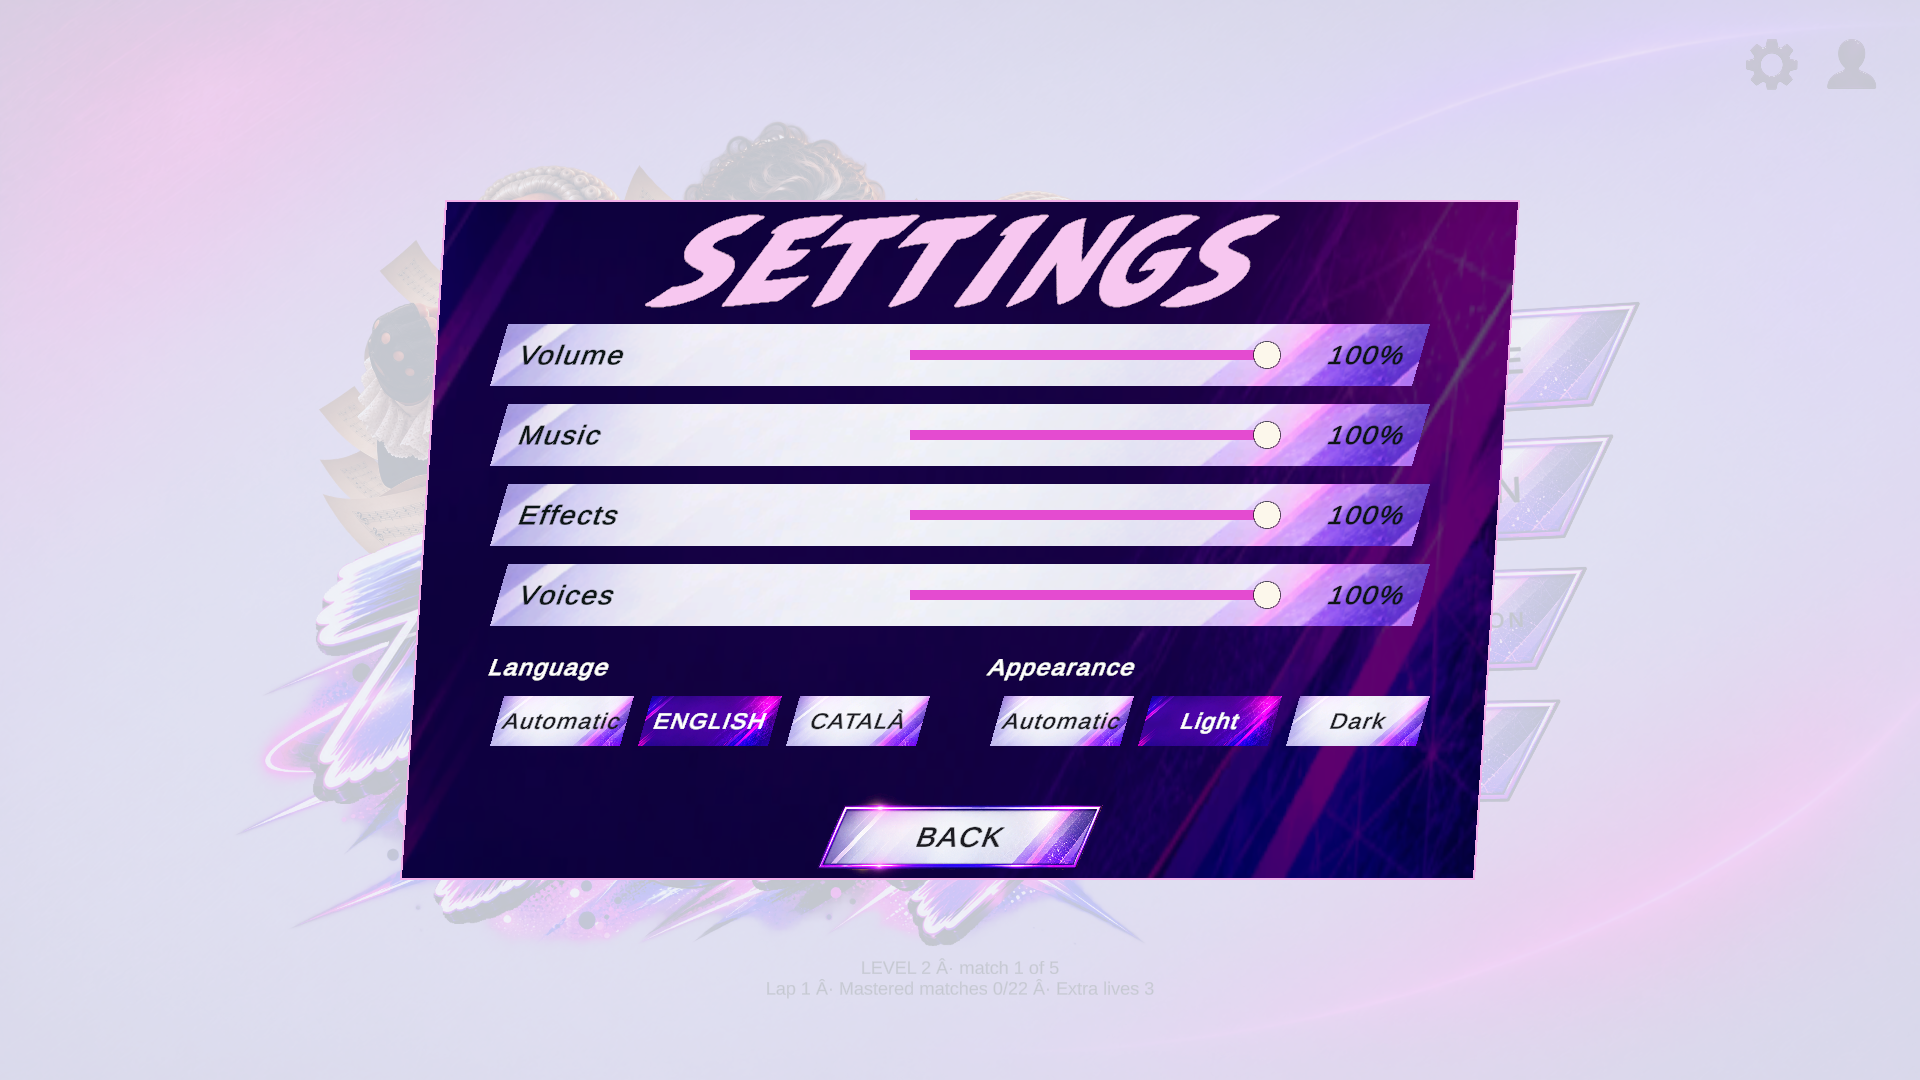 SETTINGS
Volume 100%
Music 100%
Effects 100%
Voices 100%
Language Appearance
Automatic ENGLISH CATALÀ Automatic Light Dark
BACK
LEVEL 2 Â· match 1 of 5
Lap 1 Â· Mastered matches 0/22 Â· Extra lives 3